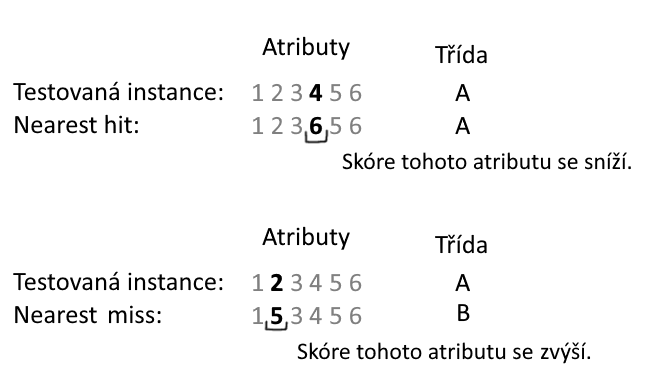 Atributy Třída
Testovaná instance: 1 2 3 4 5 6 A
Nearest hit: 1 2 3 6 5 6 A
Skóre tohoto atributu se sníží.
Atributy Třída
Testovaná instance: 1 2 3 4 5 6 A
Nearest miss: 1 5 3 4 5 6 B
Skóre tohoto atributu se zvýší.